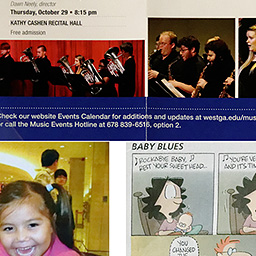 Dawn Neely, director
Thursday, October 29 • 8:15 pm
KATHY CASHEN RECITAL HALL
Free admission
Check our website Events Calendar for additions and updates at westga.edu/mus
or call the Music Events Hotline at 678 839-6516, option 2.
BABY BLUES
ROCKABYE BABY,
REST YOUR SWEET HEAD...
YOU'RE VE
AND IT'S TI
YOU
CHANGED